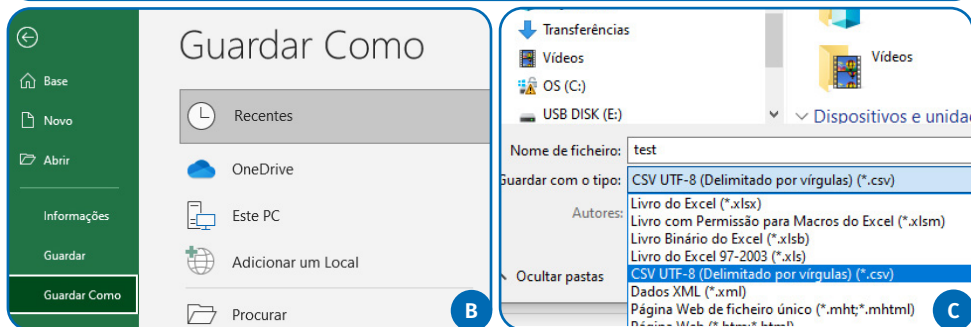 Guardar Como
Base
Novo
Abrir
Informações
Guardar
Guardar Como
Recentes
OneDrive
Este PC
Adicionar um Local
Procurar
B
Transferências
Vídeos
OS (C:)
USB DISK (E:)
Vídeos
Dispositivos e unida
Nome de ficheiro: test
Guardar com o tipo: CSV UTF-8 (Delimitado por vírgulas) (*.csv)
Autores:
Livro do Excel (*.xlsx)
Livro com Permissão para Macros do Excel (*.xlsm)
Livro Binário do Excel (*.xlsb)
Livro do Excel 97-2003 (*.xls)
CSV UTF-8 (Delimitado por vírgulas) (*.csv)
Dados XML (*.xml)
Página Web de ficheiro único (*.mht;*.mhtml)
Ocultar pastas
C